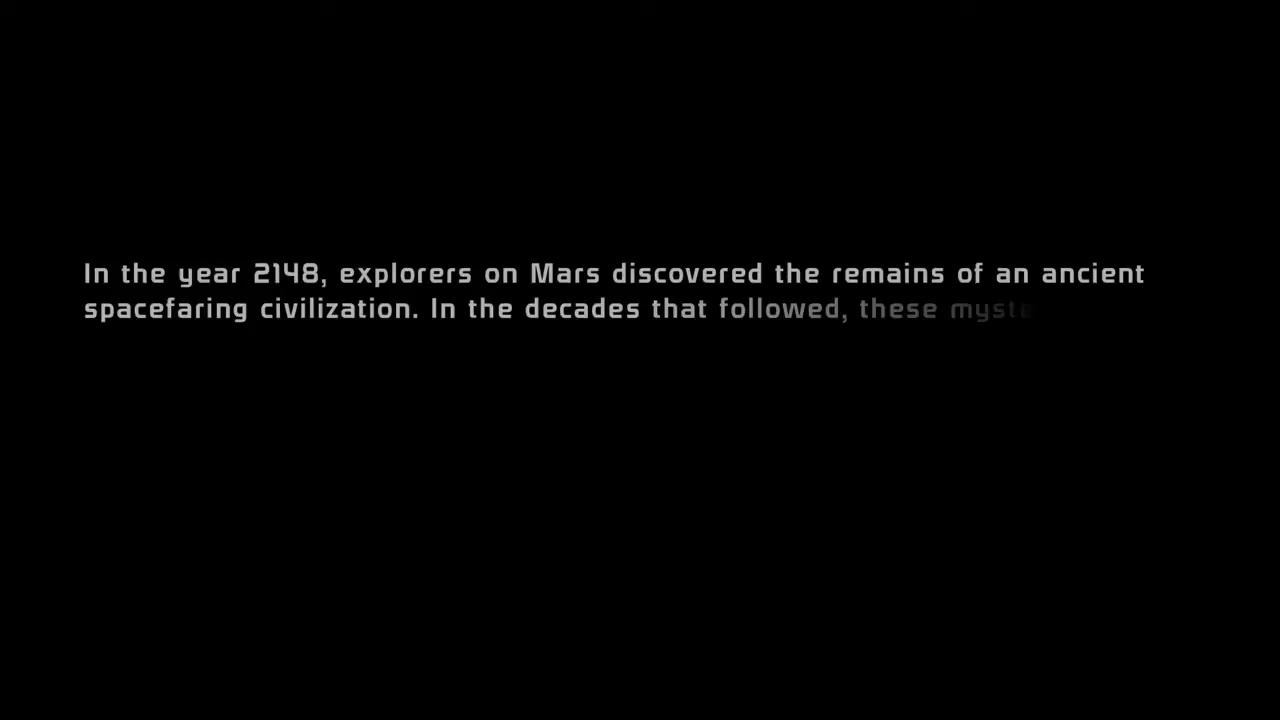 In the year 2148, explorers on Mars discovered the remains of an ancient
spacefaring civilization. In the decades that followed, these